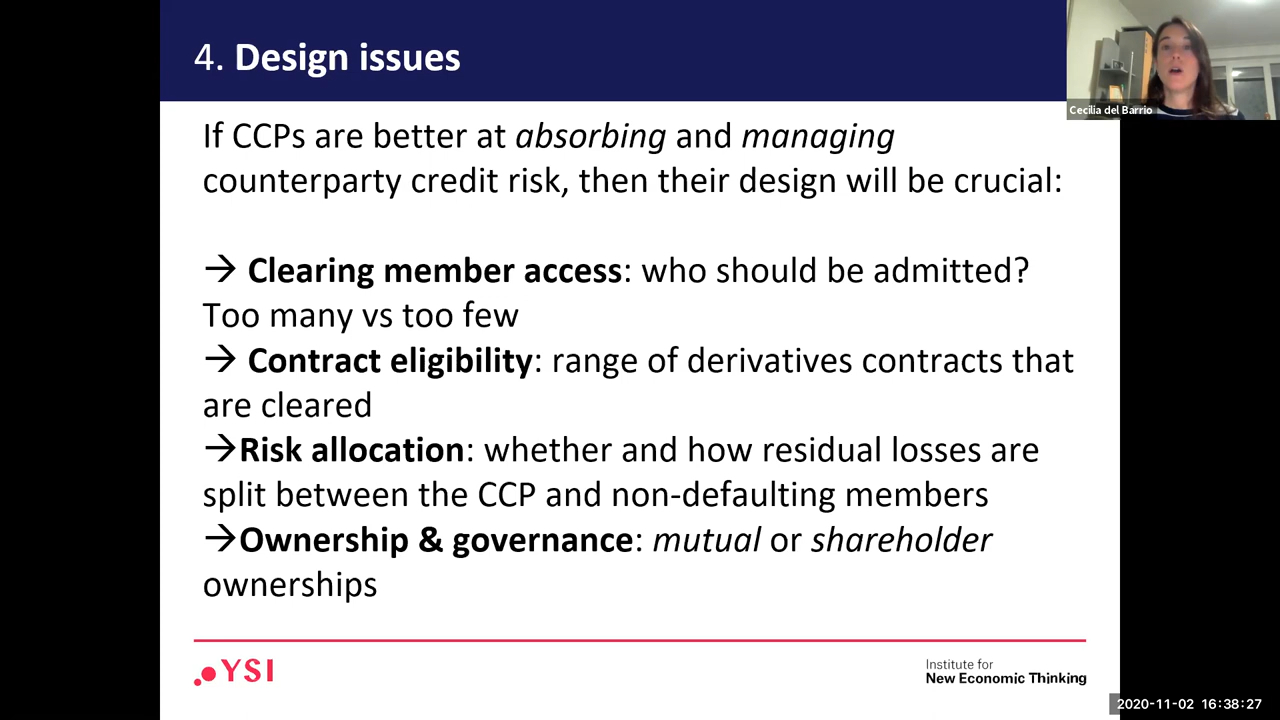 4. Design issues
Cecilia del Barrio
If CCPs are better at absorbing and managing
counterparty credit risk, then their design will be crucial:
→ Clearing member access: who should be admitted?
Too many vs too few
→ Contract eligibility: range of derivatives contracts that
are cleared
→Risk allocation: whether and how residual losses are
split between the CCP and non-defaulting members
→Ownership & governance: mutual or shareholder
ownerships
YSI
Institute for
New Economic Thinking
2020-11-02 16:38:27